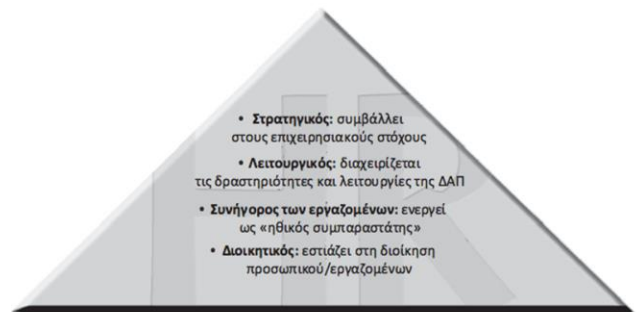 • Στρατηγικός: συμβάλλει
στους επιχειρησιακούς στόχους
• Λειτουργικός: διαχειρίζεται
τις δραστηριότητες και λειτουργίες της ΔΑΠ
• Συνήγορος των εργαζομένων: ενεργεί
ως «ηθικός συμπαραστάτης»
• Διοικητικός: εστιάζει στη διοίκηση
προσωπικού/εργαζομένων
HR